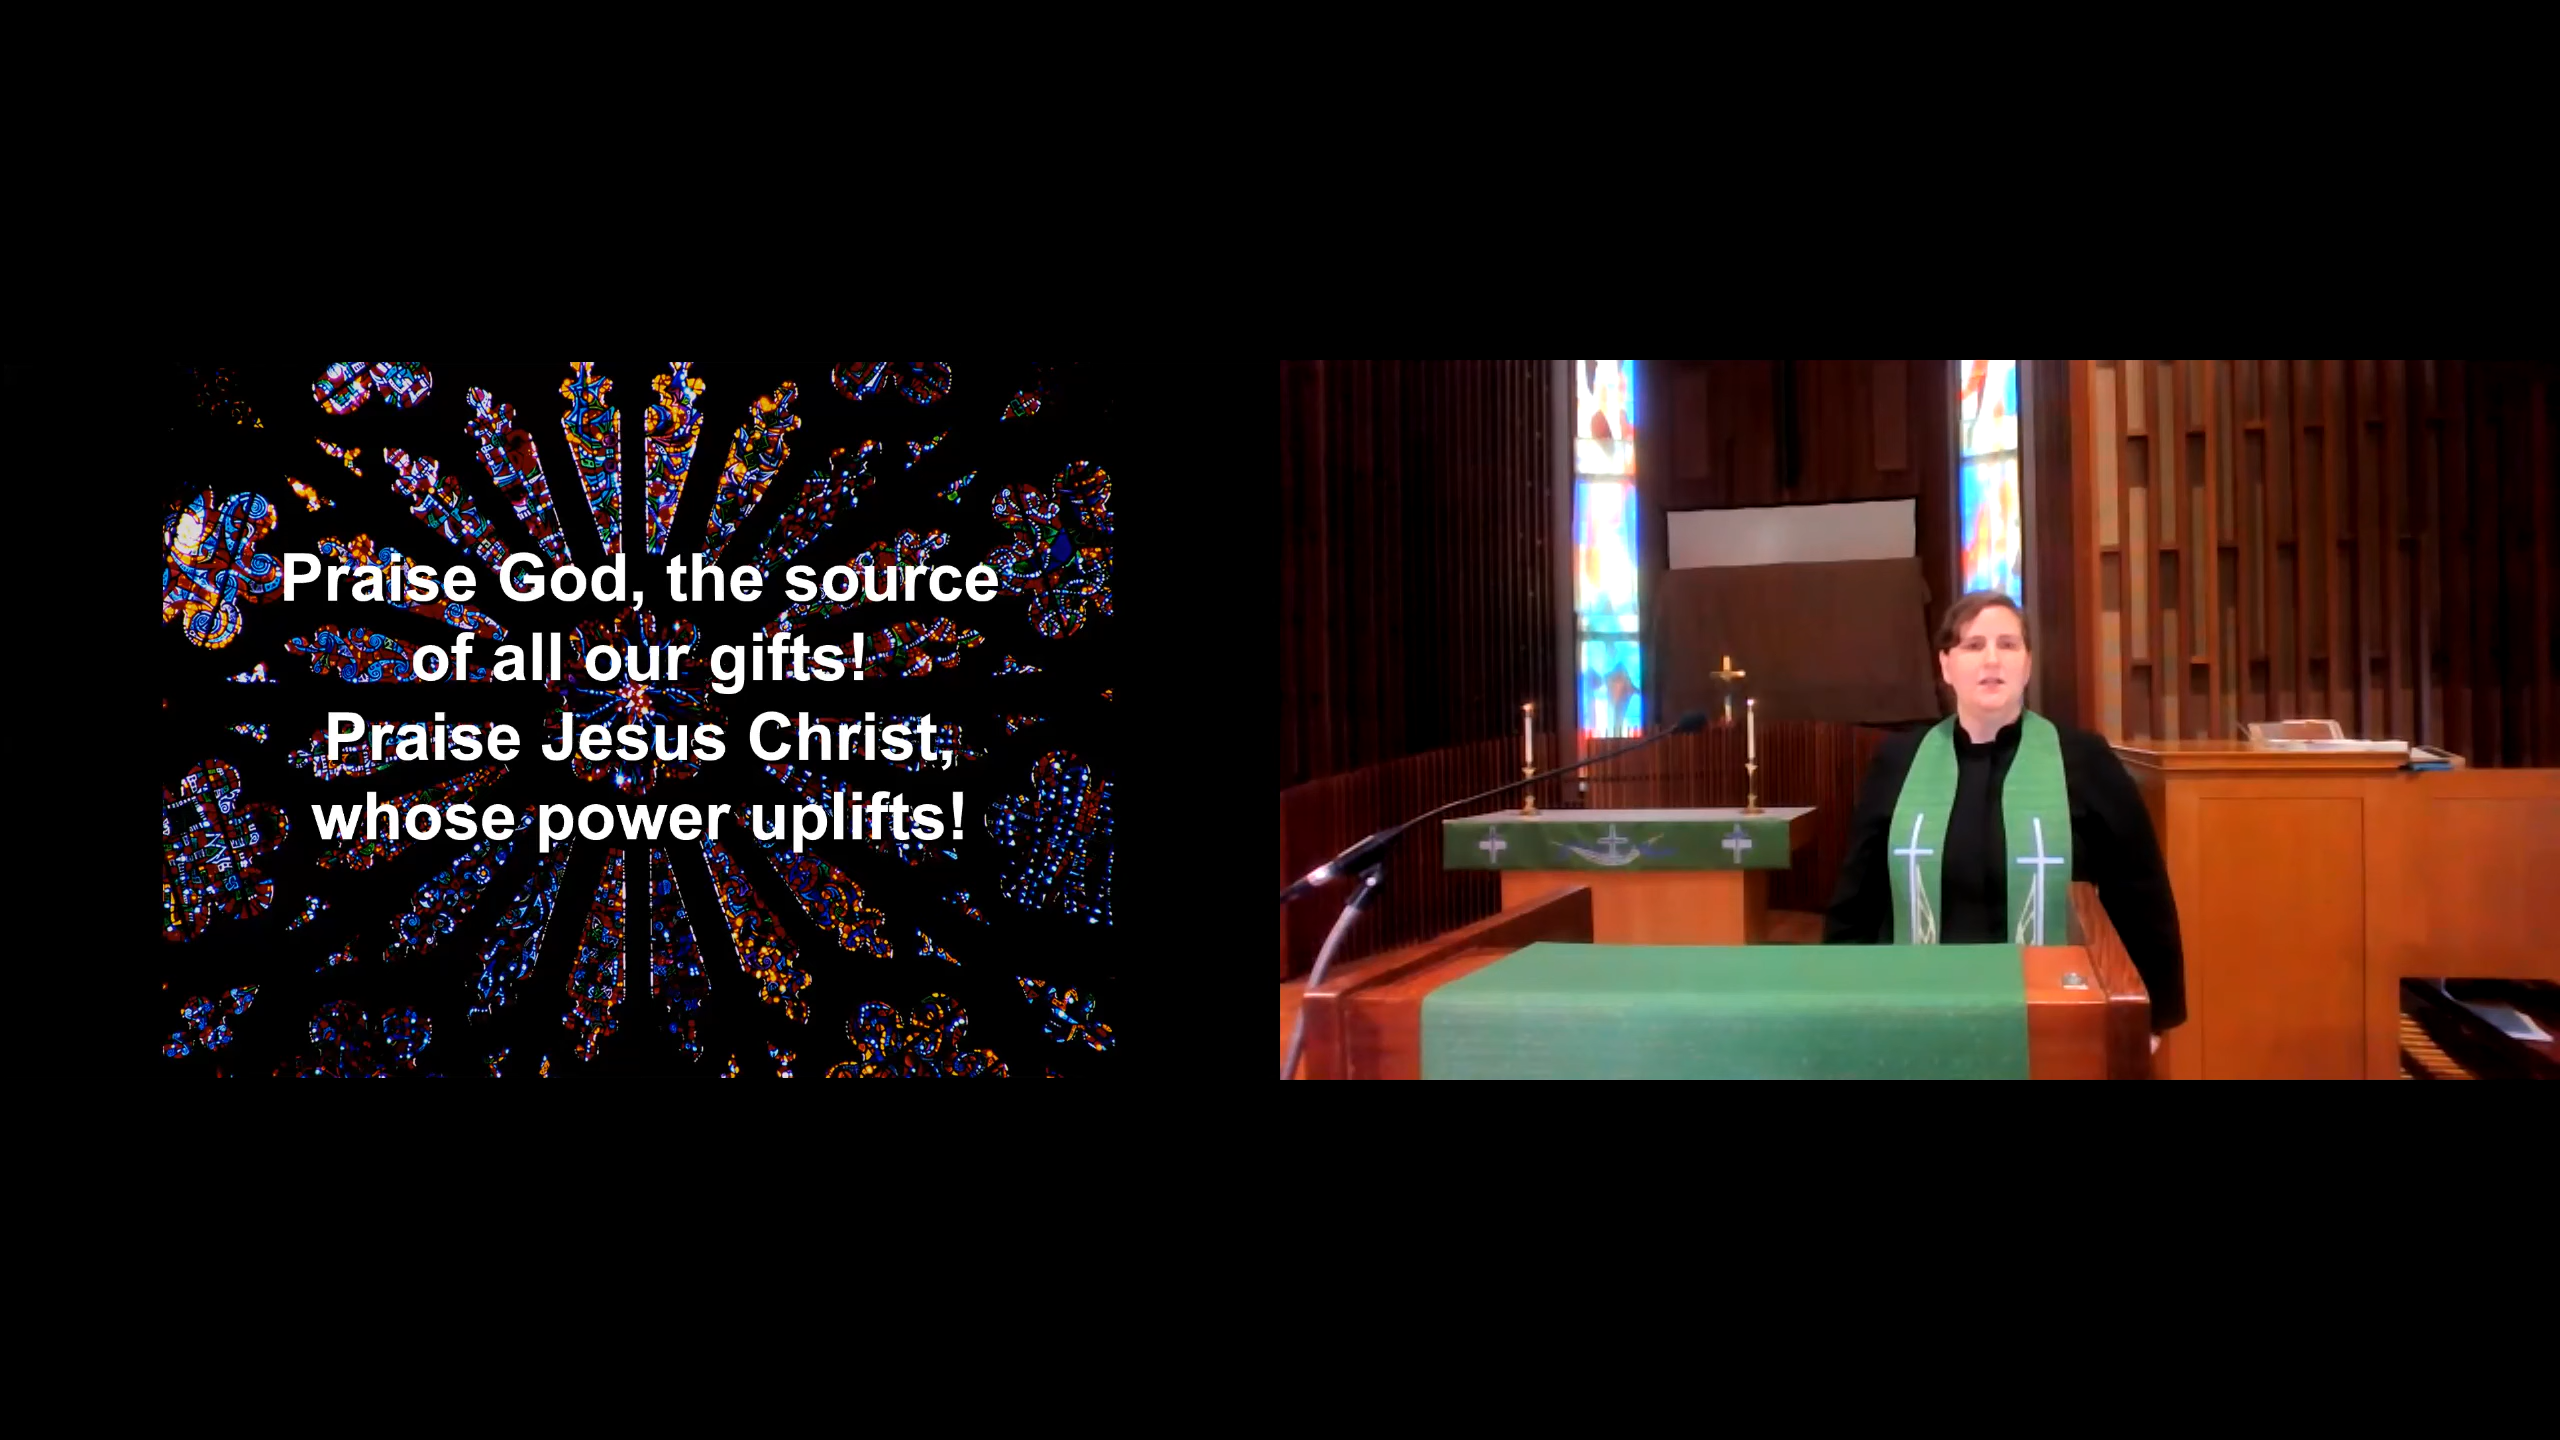 Praise God, the source
of all our gifts!
Praise Jesus Christ,
whose power uplifts!